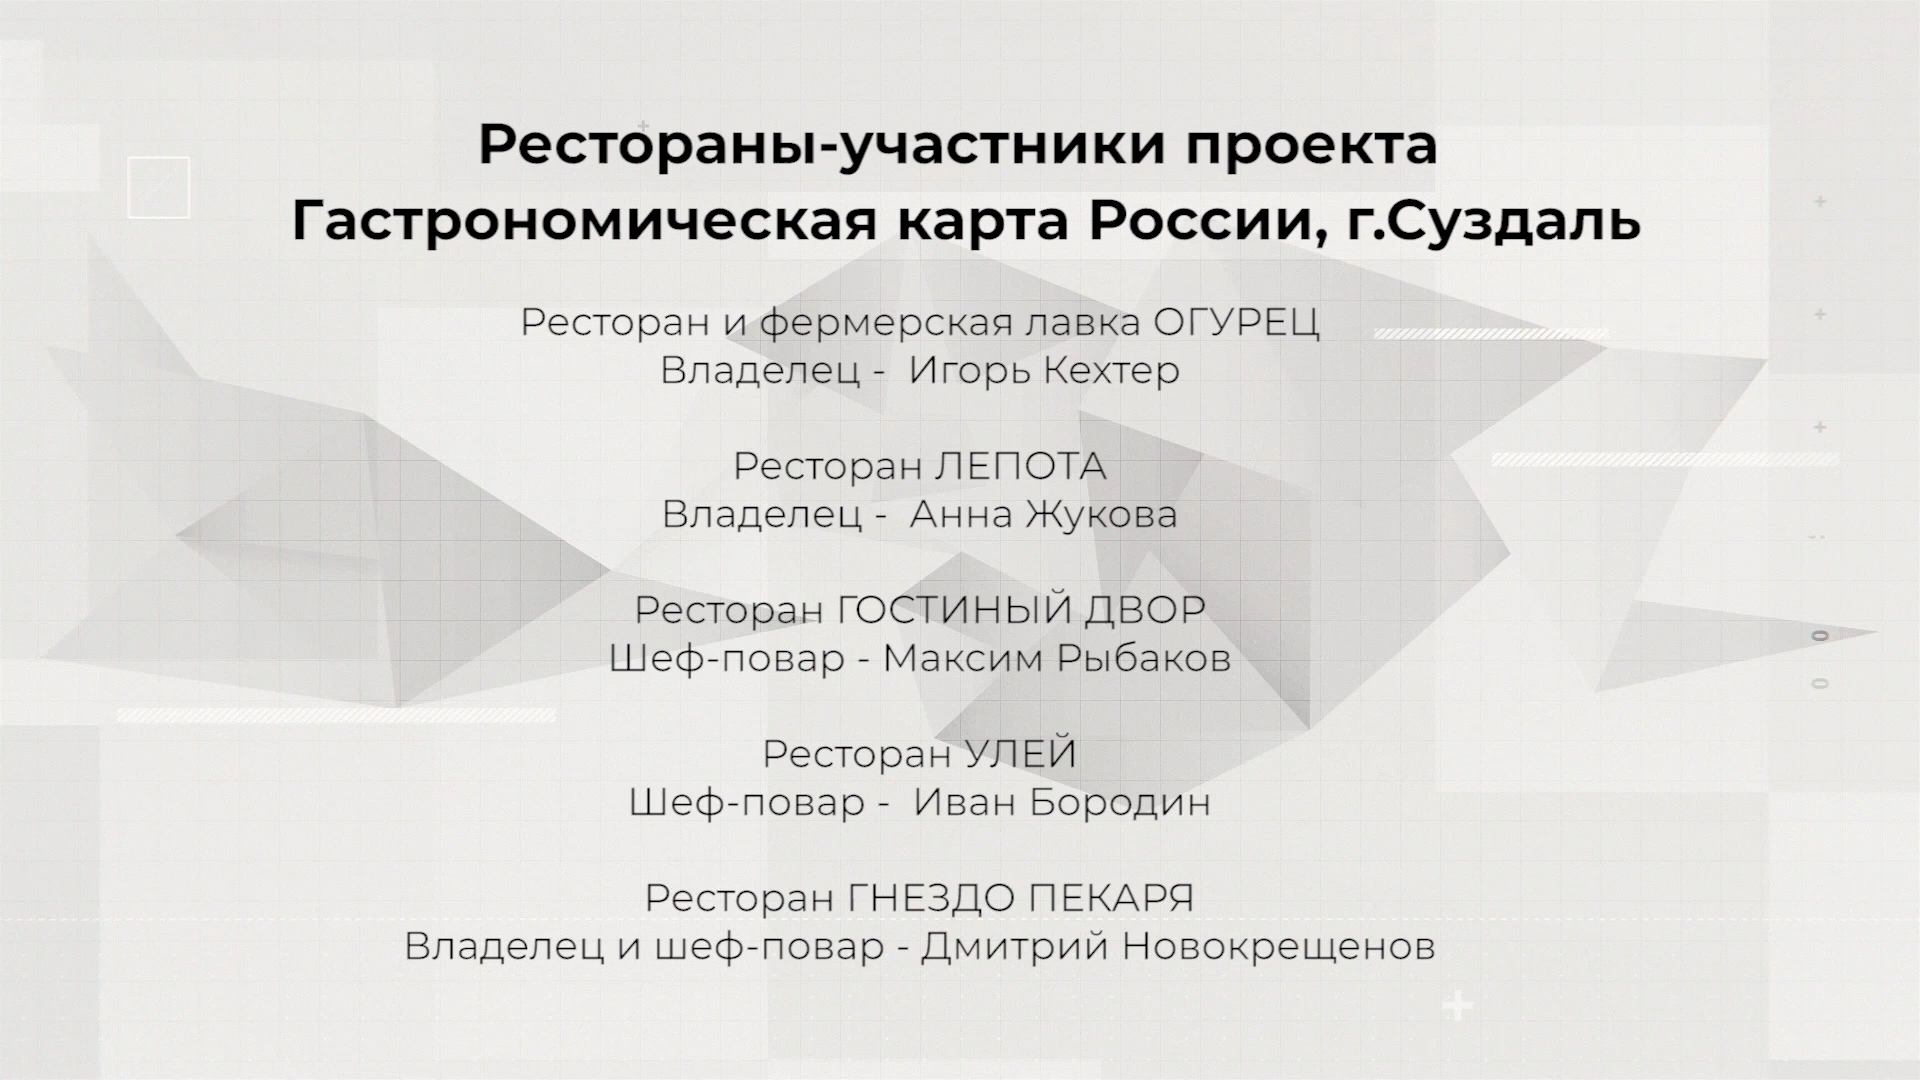 Рестораны-участники проекта
Гастрономическая карта России, г.Суздаль
Ресторан и фермерская лавка ОГУРЕЦ
Владелец -  Игорь Кехтер
Ресторан ЛЕПОТА
Владелец -  Анна Жукова
Ресторан ГОСТИНЫЙ ДВОР
Шеф-повар - Максим Рыбаков
Ресторан УЛЕЙ
Шеф-повар -  Иван Бородин
Ресторан ГНЕЗДО ПЕКАРЯ
Владелец и шеф-повар - Дмитрий Новокрещенов